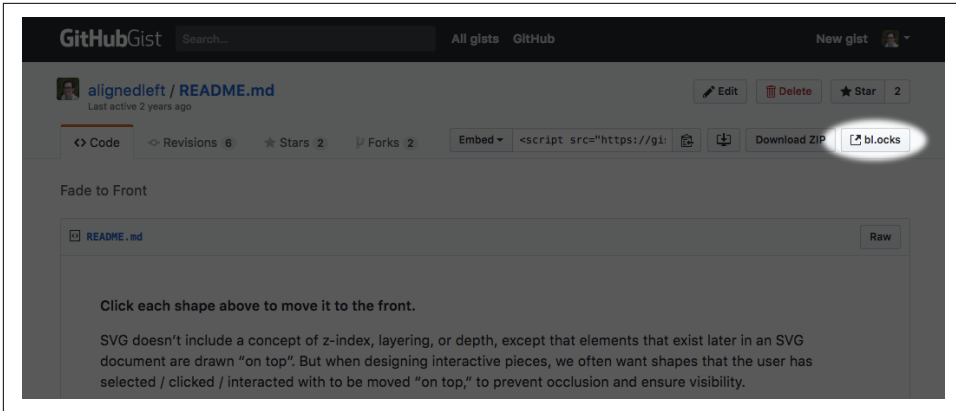 GitHubGist Search... All gists GitHub New gist
alignedleft / README.md Edit Delete Star 2
Last active 2 years ago
<> Code Revisions 6 Stars 2 Forks 2 Embed <script src="https://gi: Download ZIP bl.ocks
Fade to Front
README.md Raw
Click each shape above to move it to the front.
SVG doesn't include a concept of z-index, layering, or depth, except that elements that exist later in an SVG
document are drawn “on top”. But when designing interactive pieces, we often want shapes that the user has
selected / clicked / interacted with to be moved “on top,” to prevent occlusion and ensure visibility.